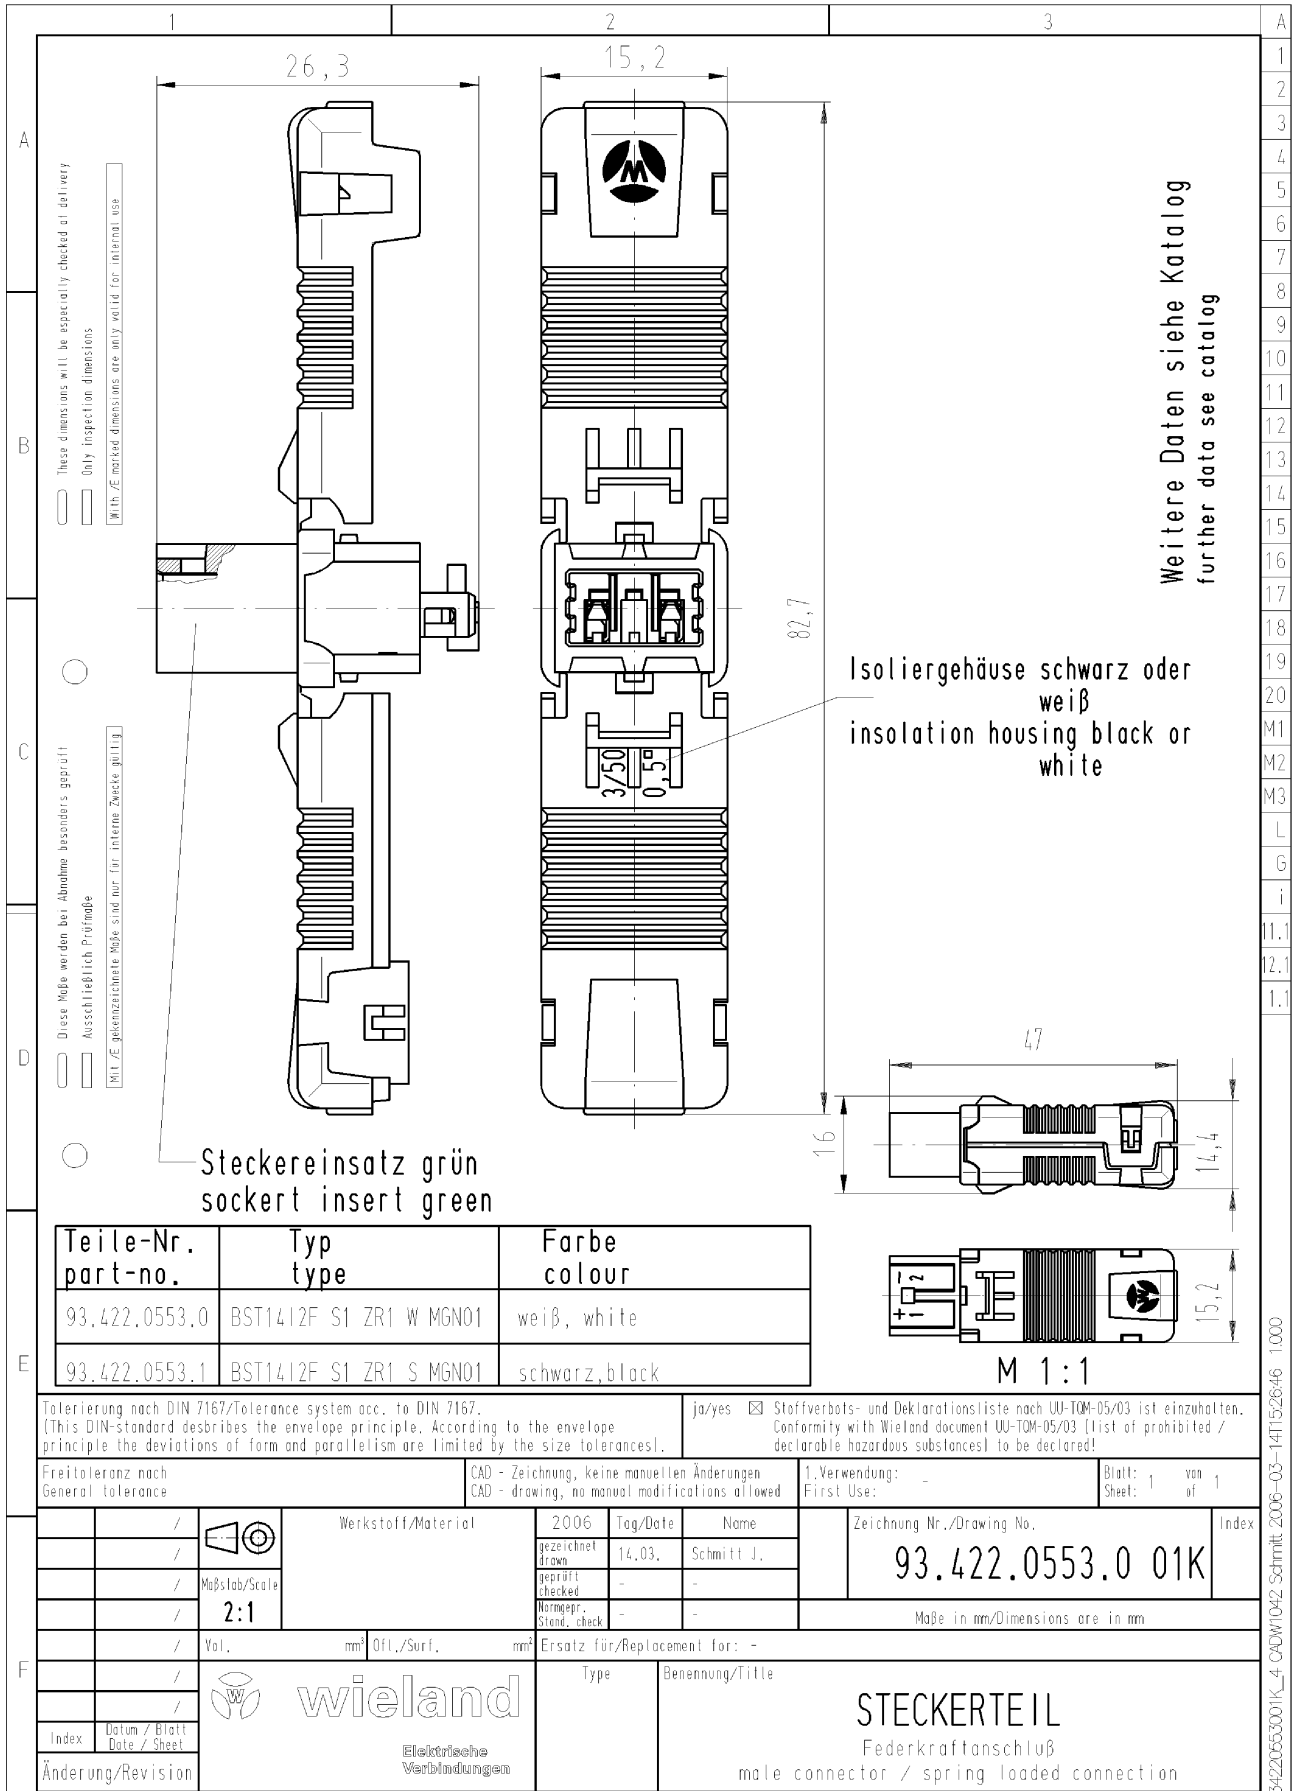 1 2 3 A
1
2
3
4
5
6
7
8
9
10
11
12
13
14
15
16
17
18
19
20
M1
M2
M3
L
G
i
11.1
12.1
1.1
A
B
C
D
E
F
26,3
15,2
82,7
These dimensions will be especially checked at delivery
Only inspection dimensions
With /E marked dimensions are only valid for internal use
Diese Maße werden bei Abnahme besonders geprüft
Ausschließlich Prüfmaße
Mit /E gekennzeichnete Maße sind nur für interne Zwecke gültig
Weitere Daten siehe Katalog
further data see catalog
Isoliergehäuse schwarz oder
weiß
insolation housing black or
white
3/50
0,5
47
16
14,4
15,2
+ -
1 2
M 1:1
Steckereinsatz grün
sockert insert green
Teile-Nr. Typ Farbe
part-no. type colour
93.422.0553.0 BST14I2F S1 ZR1 W MGN01 weiß, white
93.422.0553.1 BST14I2F S1 ZR1 S MGN01 schwarz,black
Tolerierung nach DIN 7167/Tolerance system acc. to DIN 7167.
(This DIN-standard desbribes the envelope principle. According to the envelope
principle the deviations of form and parallelism are limited by the size tolerances).
ja/yes ☒ Stoffverbots- und Deklarationsliste nach UU-TQM-05/03 ist einzuhalten.
Conformity with Wieland document UU-TQM-05/03 (list of prohibited /
declarable hazardous substances) to be declared!
Freitoleranz nach
General tolerance
CAD - Zeichnung, keine manuellen Änderungen
CAD - drawing, no manual modifications allowed
1.Verwendung: -
First Use:
Blatt: 1 von 1
Sheet: of
Werkstoff/Material
Maßstab/Scale
2:1
2006 Tag/Date Name
gezeichnet
drawn 14.03. Schmitt J.
geprüft
checked - -
Normgepr.
Stand. check - -
Zeichnung Nr./Drawing No. Index
93.422.0553.0 01K
Maße in mm/Dimensions are in mm
Vol. mm³ Ofl./Surf. mm² Ersatz für/Replacement for: -
/
/
/
/
/
/
/
Index Datum / Blatt
Date / Sheet
Änderung/Revision
W
wieland
Elektrische
Verbindungen
Type Benennung/Title
STECKERTEIL
Federkraftanschluß
male connector / spring loaded connection
934220553001K_4 CADW1042 Schmitt 2006-03-14T15:26:46 1.000